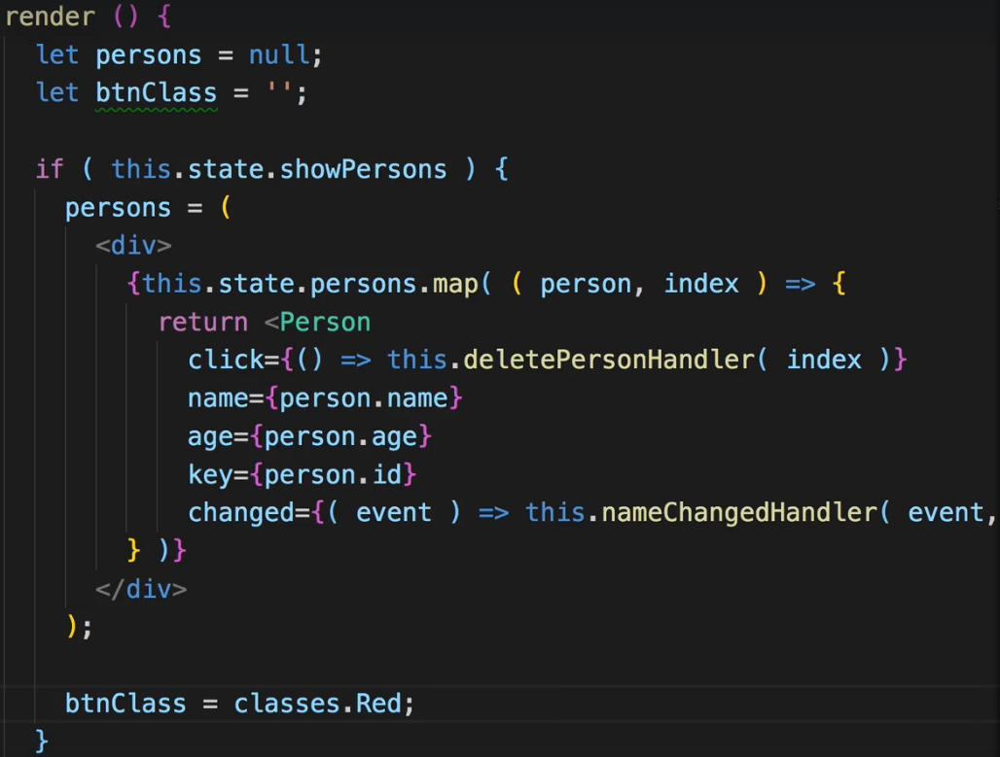 render () {
let persons = null;
let btnClass = '';
if ( this.state.showPersons ) {
persons = (
<div>
{this.state.persons.map( ( person, index ) => {
return <Person
click={() => this.deletePersonHandler( index )}
name={person.name}
age={person.age}
key={person.id}
changed={( event ) => this.nameChangedHandler( event,
} )}
</div>
);
btnClass = classes.Red;
}